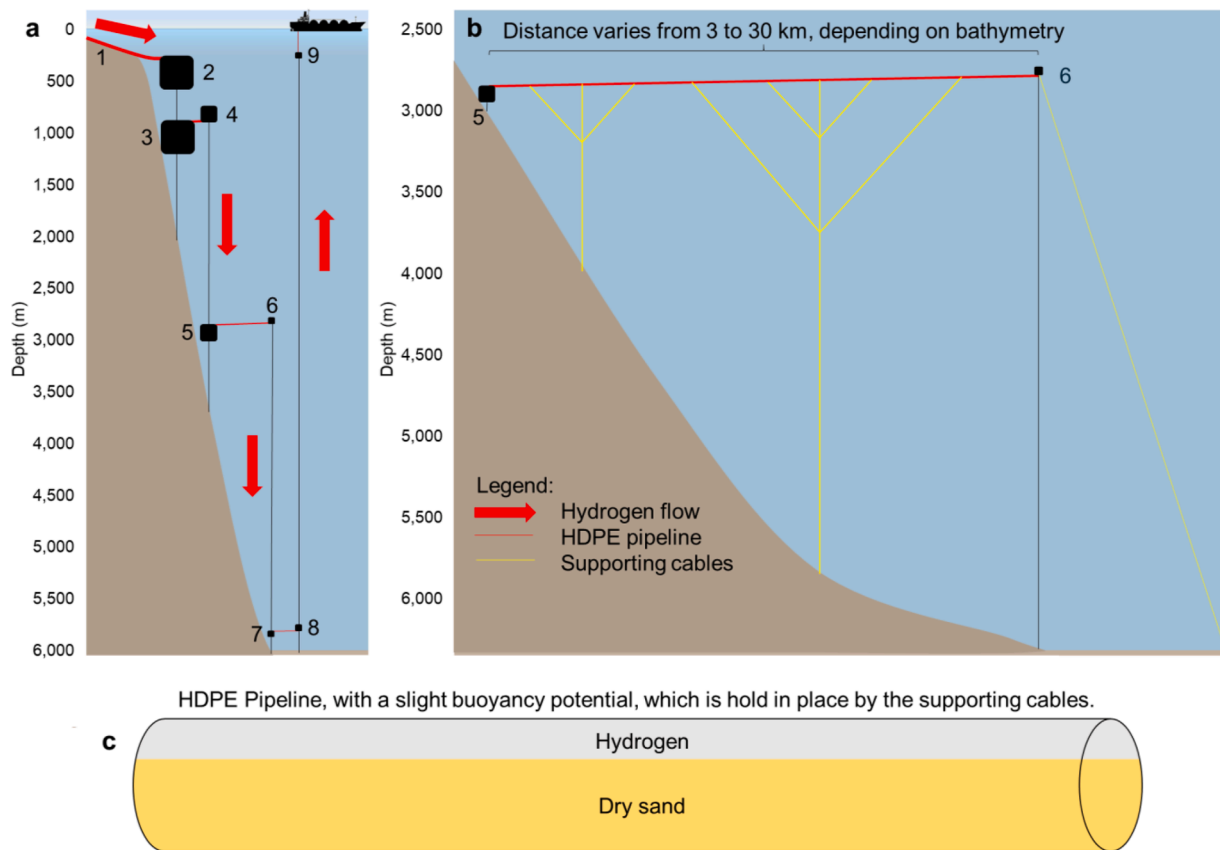 a
0
500
1,000
1,500
2,000
2,500
3,000
3,500
4,000
4,500
5,000
5,500
6,000
Depth (m)
1
2
3
4
5
6
7
8
9
b
Distance varies from 3 to 30 km, depending on bathymetry
2,500
3,000
3,500
4,000
4,500
5,000
5,500
6,000
Depth (m)
5
6
Legend:
Hydrogen flow
HDPE pipeline
Supporting cables
HDPE Pipeline, with a slight buoyancy potential, which is hold in place by the supporting cables.
c
Hydrogen
Dry sand